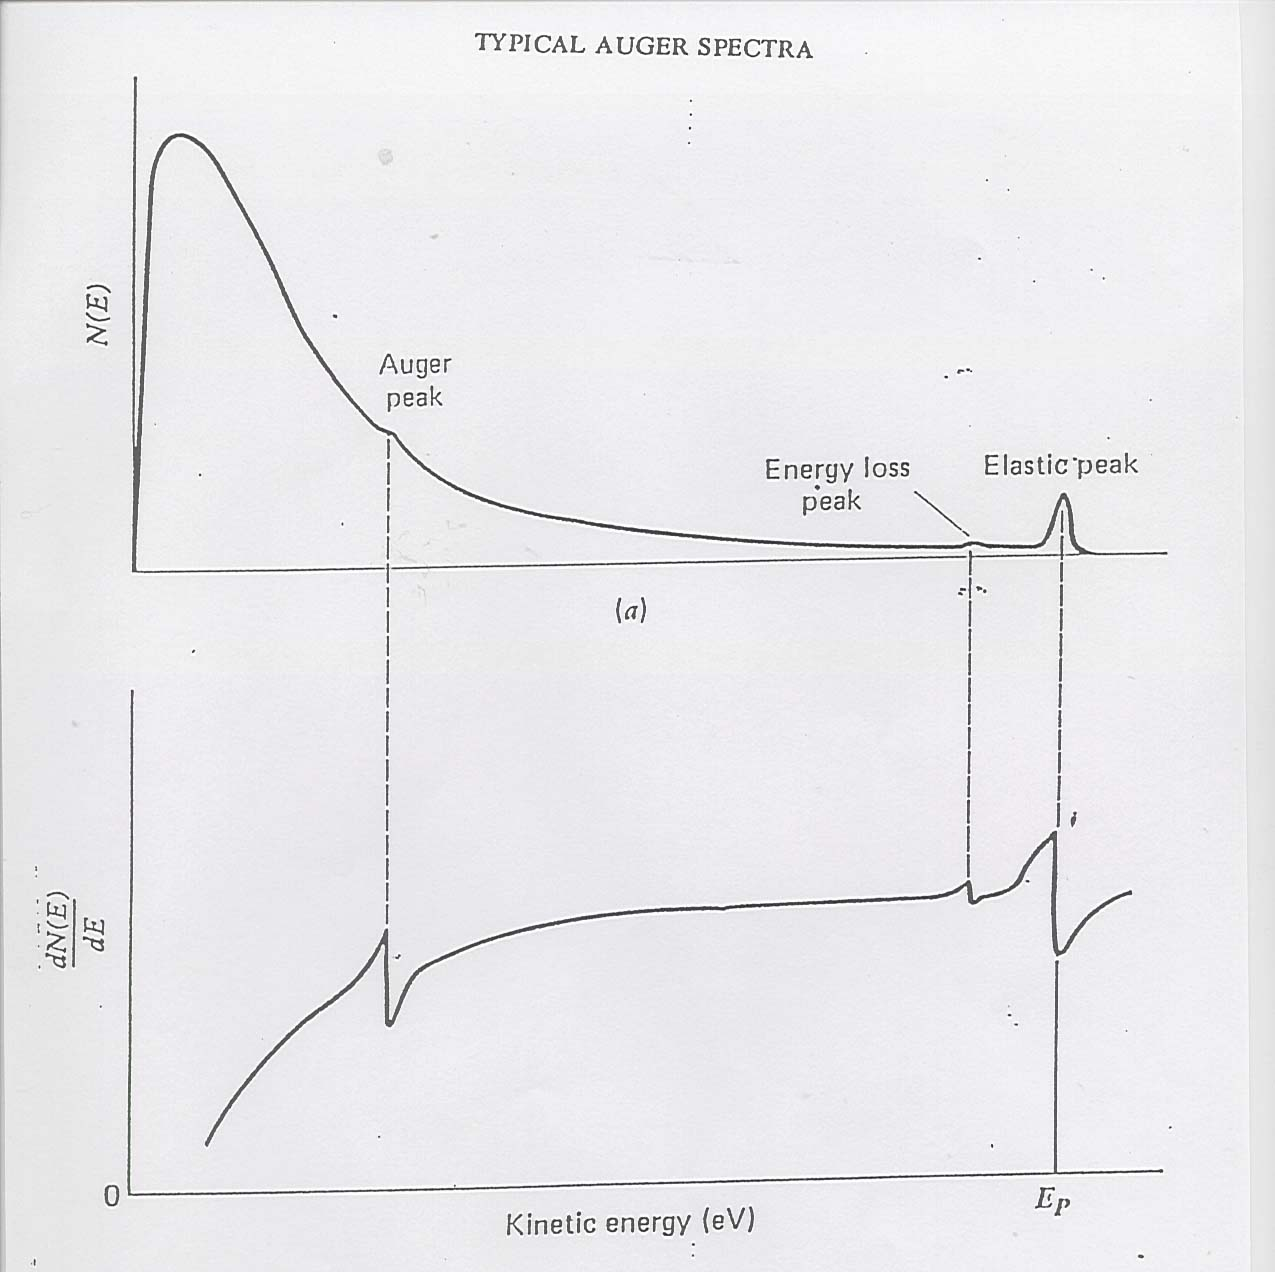 TYPICAL AUGER SPECTRA
N(E)
Auger
peak
Energy loss
peak
Elastic peak
(a)
dN(E)
dE
0
E_P
Kinetic energy (eV)